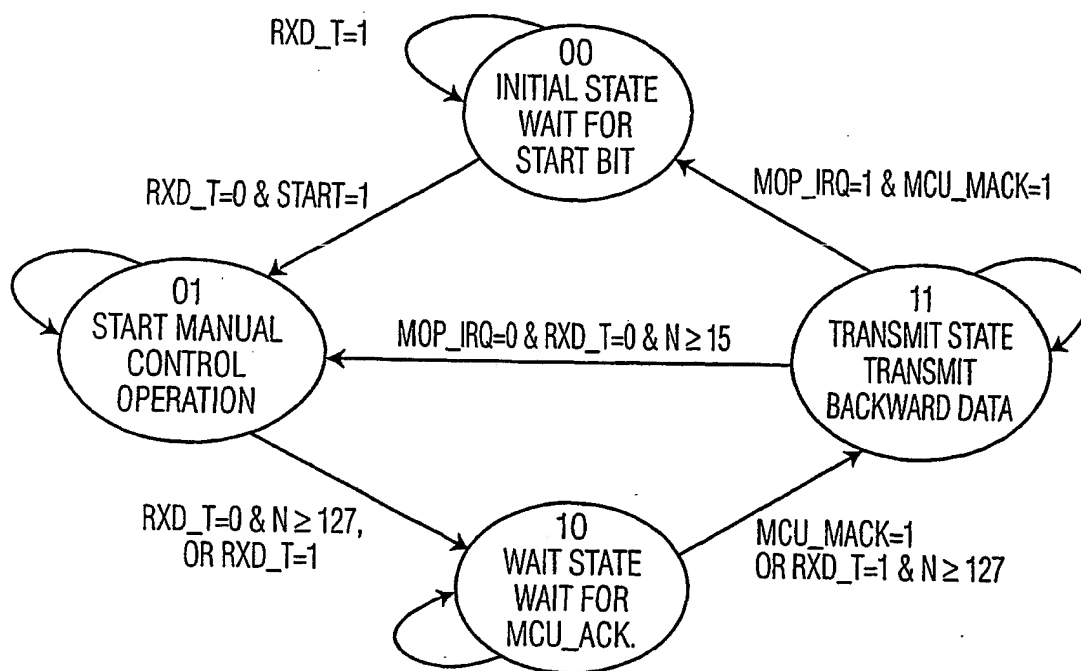 RXD_T=1
00
INITIAL STATE
WAIT FOR
START BIT
RXD_T=0 & START=1
MOP_IRQ=1 & MCU_MACK=1
01
START MANUAL
CONTROL
OPERATION
MOP_IRQ=0 & RXD_T=0 & N ≥ 15
11
TRANSMIT STATE
TRANSMIT
BACKWARD DATA
RXD_T=0 & N ≥ 127,
OR RXD_T=1
10
WAIT STATE
WAIT FOR
MCU_ACK.
MCU_MACK=1
OR RXD_T=1 & N ≥ 127